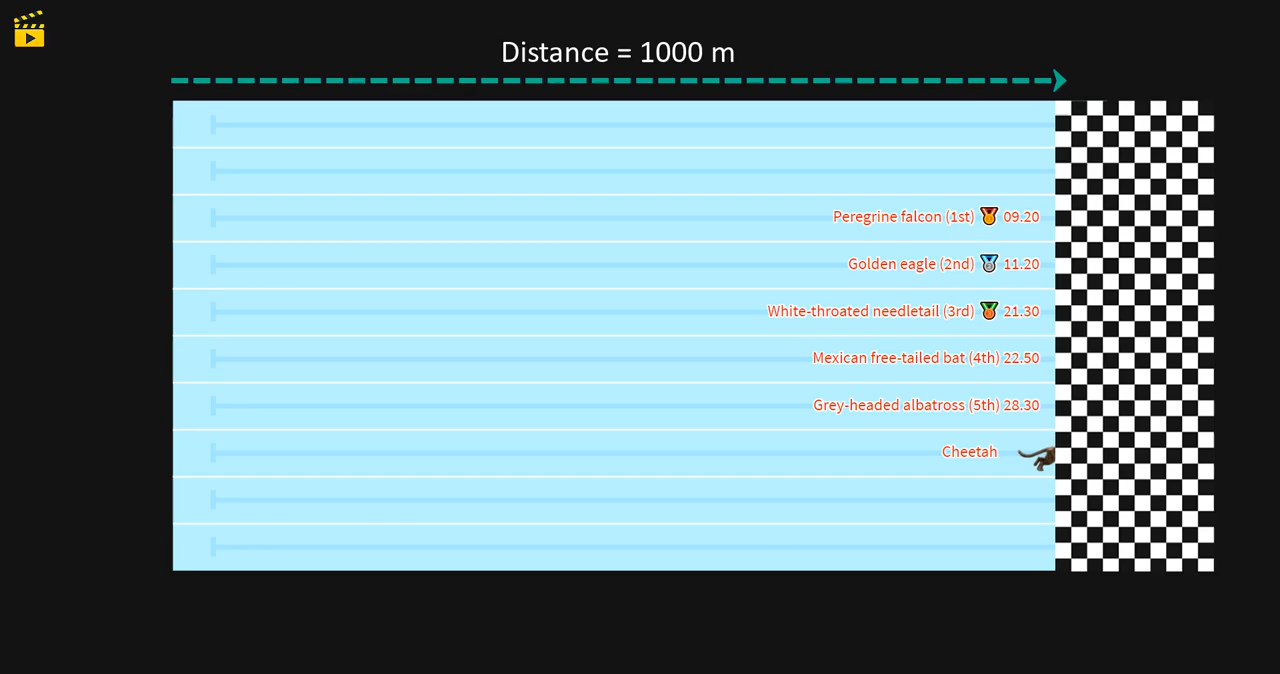 Distance = 1000 m
Peregrine falcon (1st) 09.20
Golden eagle (2nd) 11.20
White-throated needletail (3rd) 21.30
Mexican free-tailed bat (4th) 22.50
Grey-headed albatross (5th) 28.30
Cheetah